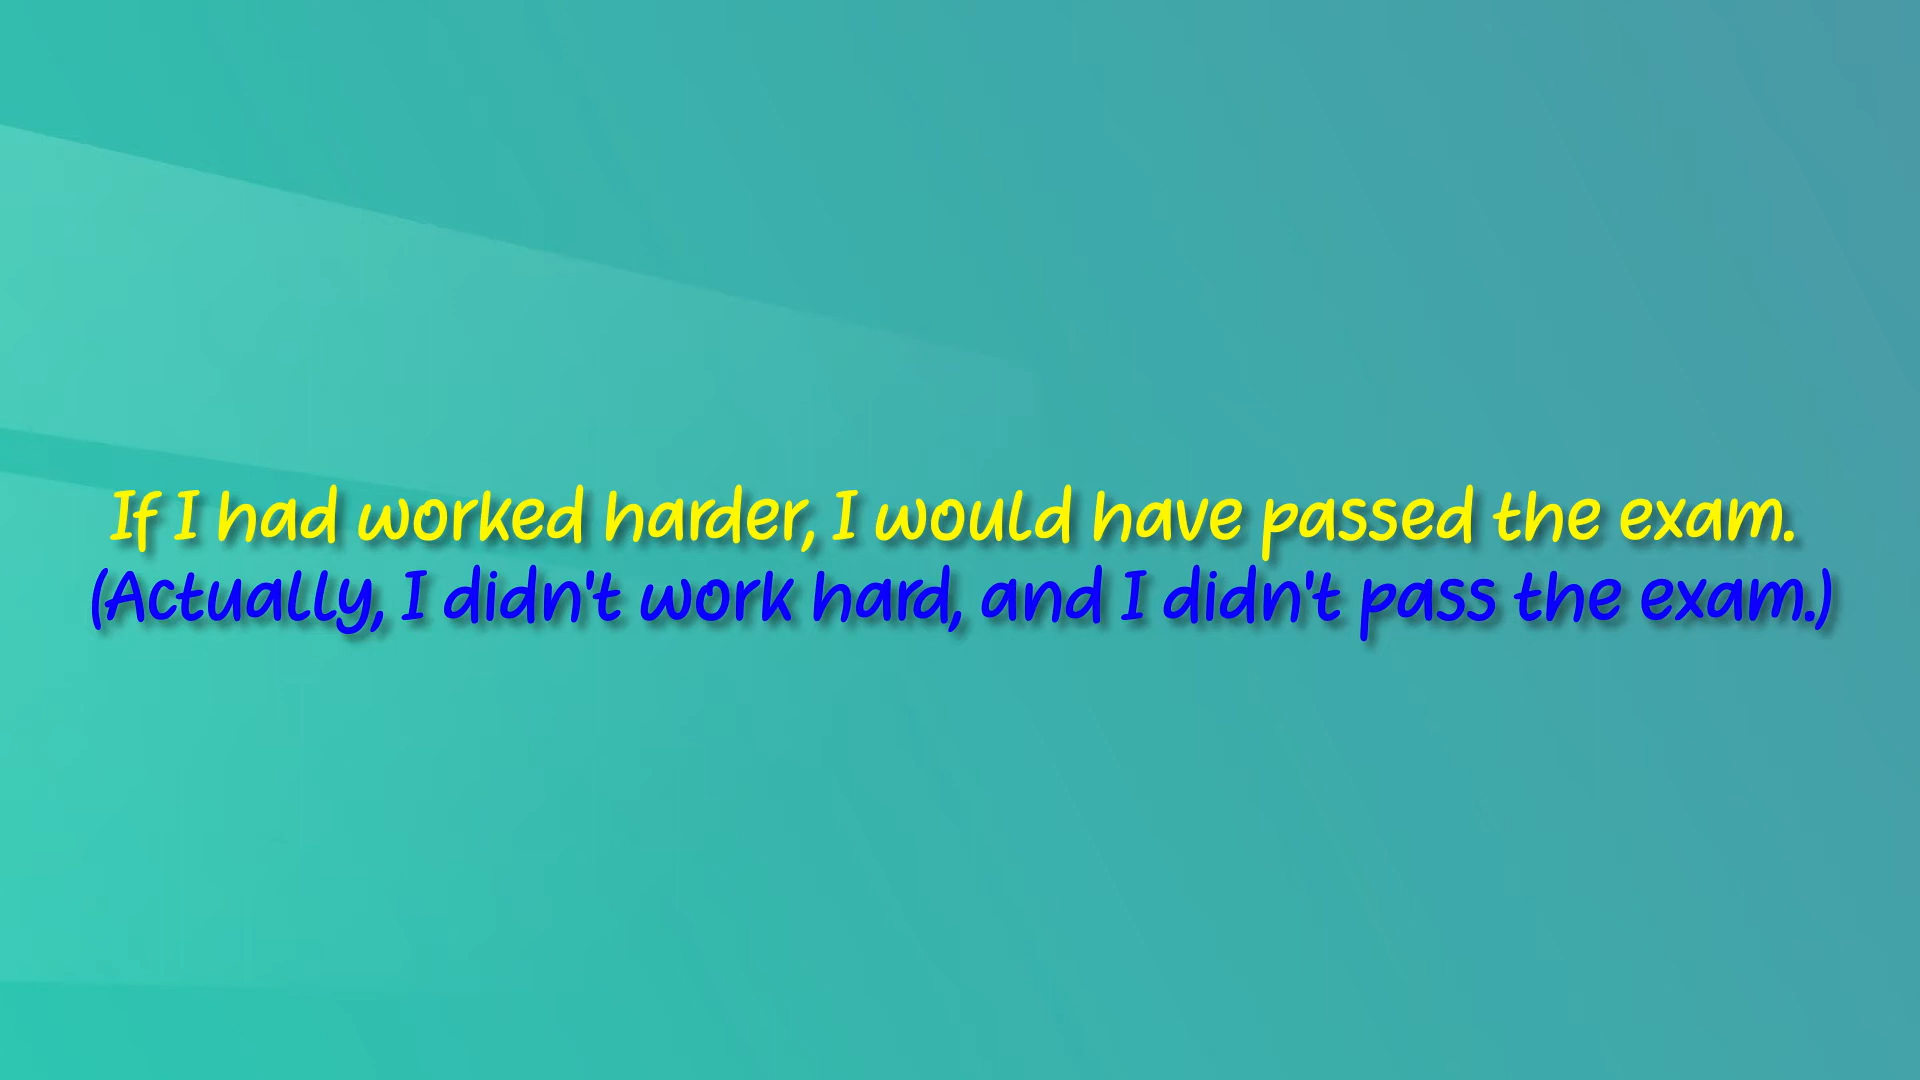 If I had worked harder, I would have passed the exam.
(Actually, I didn't work hard, and I didn't pass the exam.)